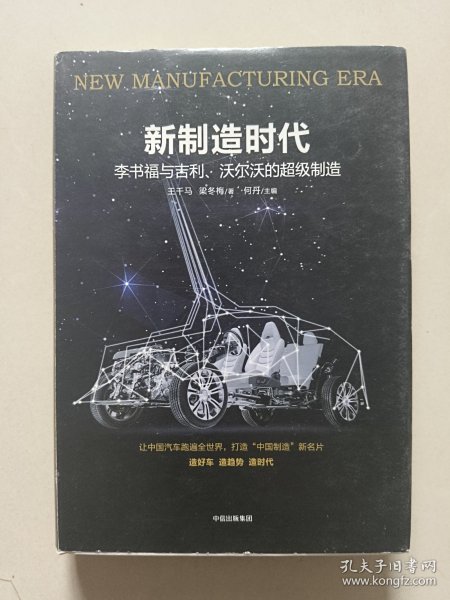 NEW MANUFACTURING ERA
新制造时代
李书福与吉利、沃尔沃的超级制造
王千马 梁冬梅/著 何丹/主编
让中国汽车跑遍全世界，打造“中国制造”新名片
造好车 造趋势 造时代
中信出版集团
孔夫子旧书网
www.kongfz.com